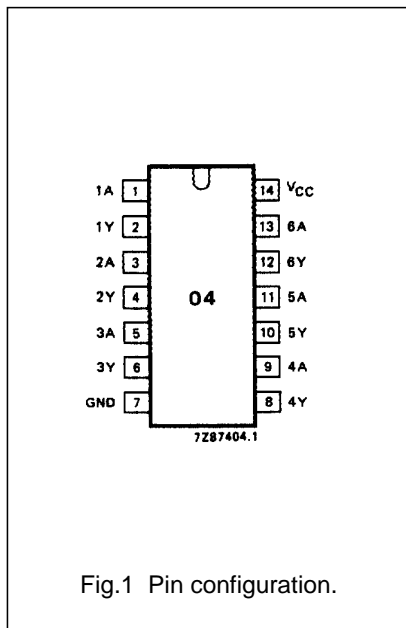 1A 1 14 VCC
1Y 2 13 6A
2A 3 12 6Y
2Y 4 04 11 5A
3A 5 10 5Y
3Y 6 9 4A
GND 7 8 4Y
7Z87404.1
Fig.1 Pin configuration.